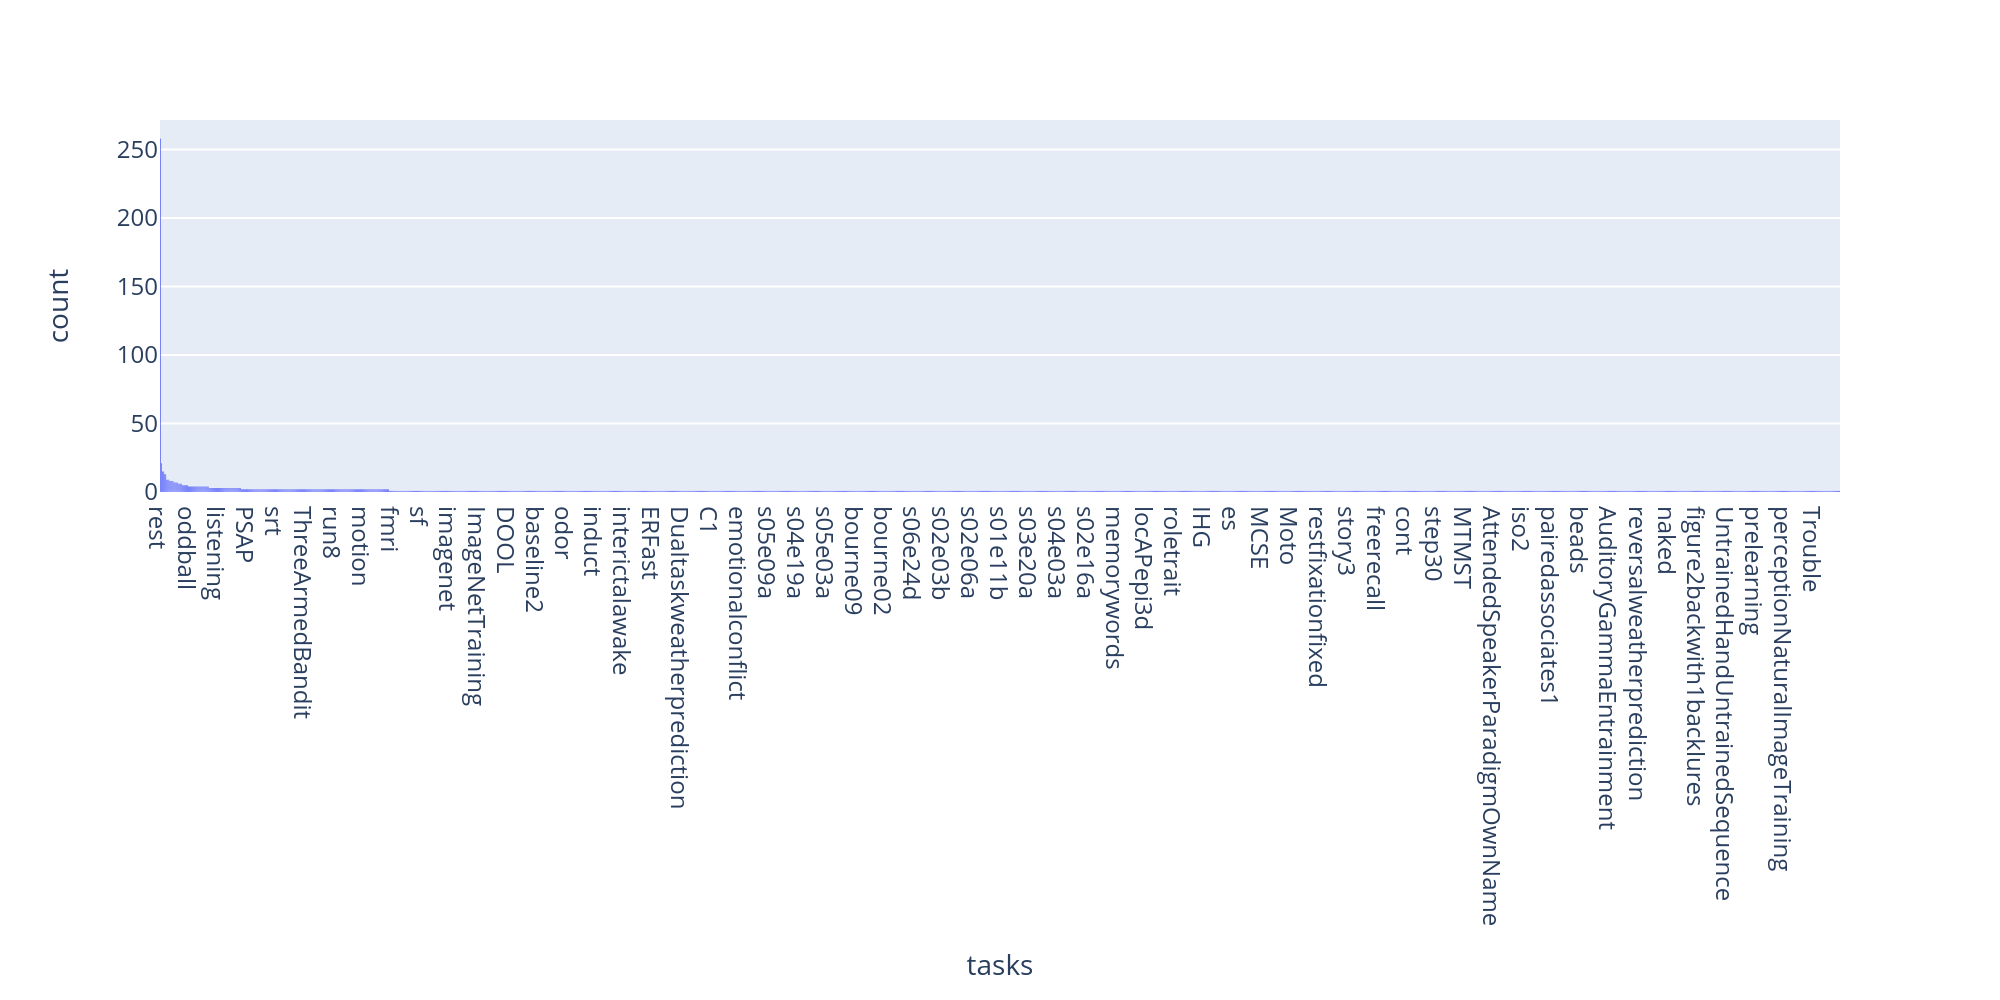 250
200
150
100
50
0
count
rest
oddball
listening
PSAP
srt
ThreeArmedBandit
run8
motion
fmri
sf
imagenet
ImageNetTraining
DOOL
baseline2
odor
induct
interictalawake
ERFast
Dualtaskweatherprediction
C1
emotionalconflict
s05e09a
s04e19a
s05e03a
bourne09
bourne02
s06e24d
s02e03b
s02e06a
s01e11b
s03e20a
s04e03a
s02e16a
memorywords
locAPepi3d
roletrait
IHG
es
MCSE
Moto
restfixationfixed
story3
freerecall
cont
step30
MTMST
AttendedSpeakerParadigmOwnName
iso2
pairedassociates1
beads
AuditoryGammaEntrainment
reversalweatherprediction
naked
figure2backwith1backlures
UntrainedHandUntrainedSequence
prelearning
perceptionNaturalImageTraining
Trouble
tasks